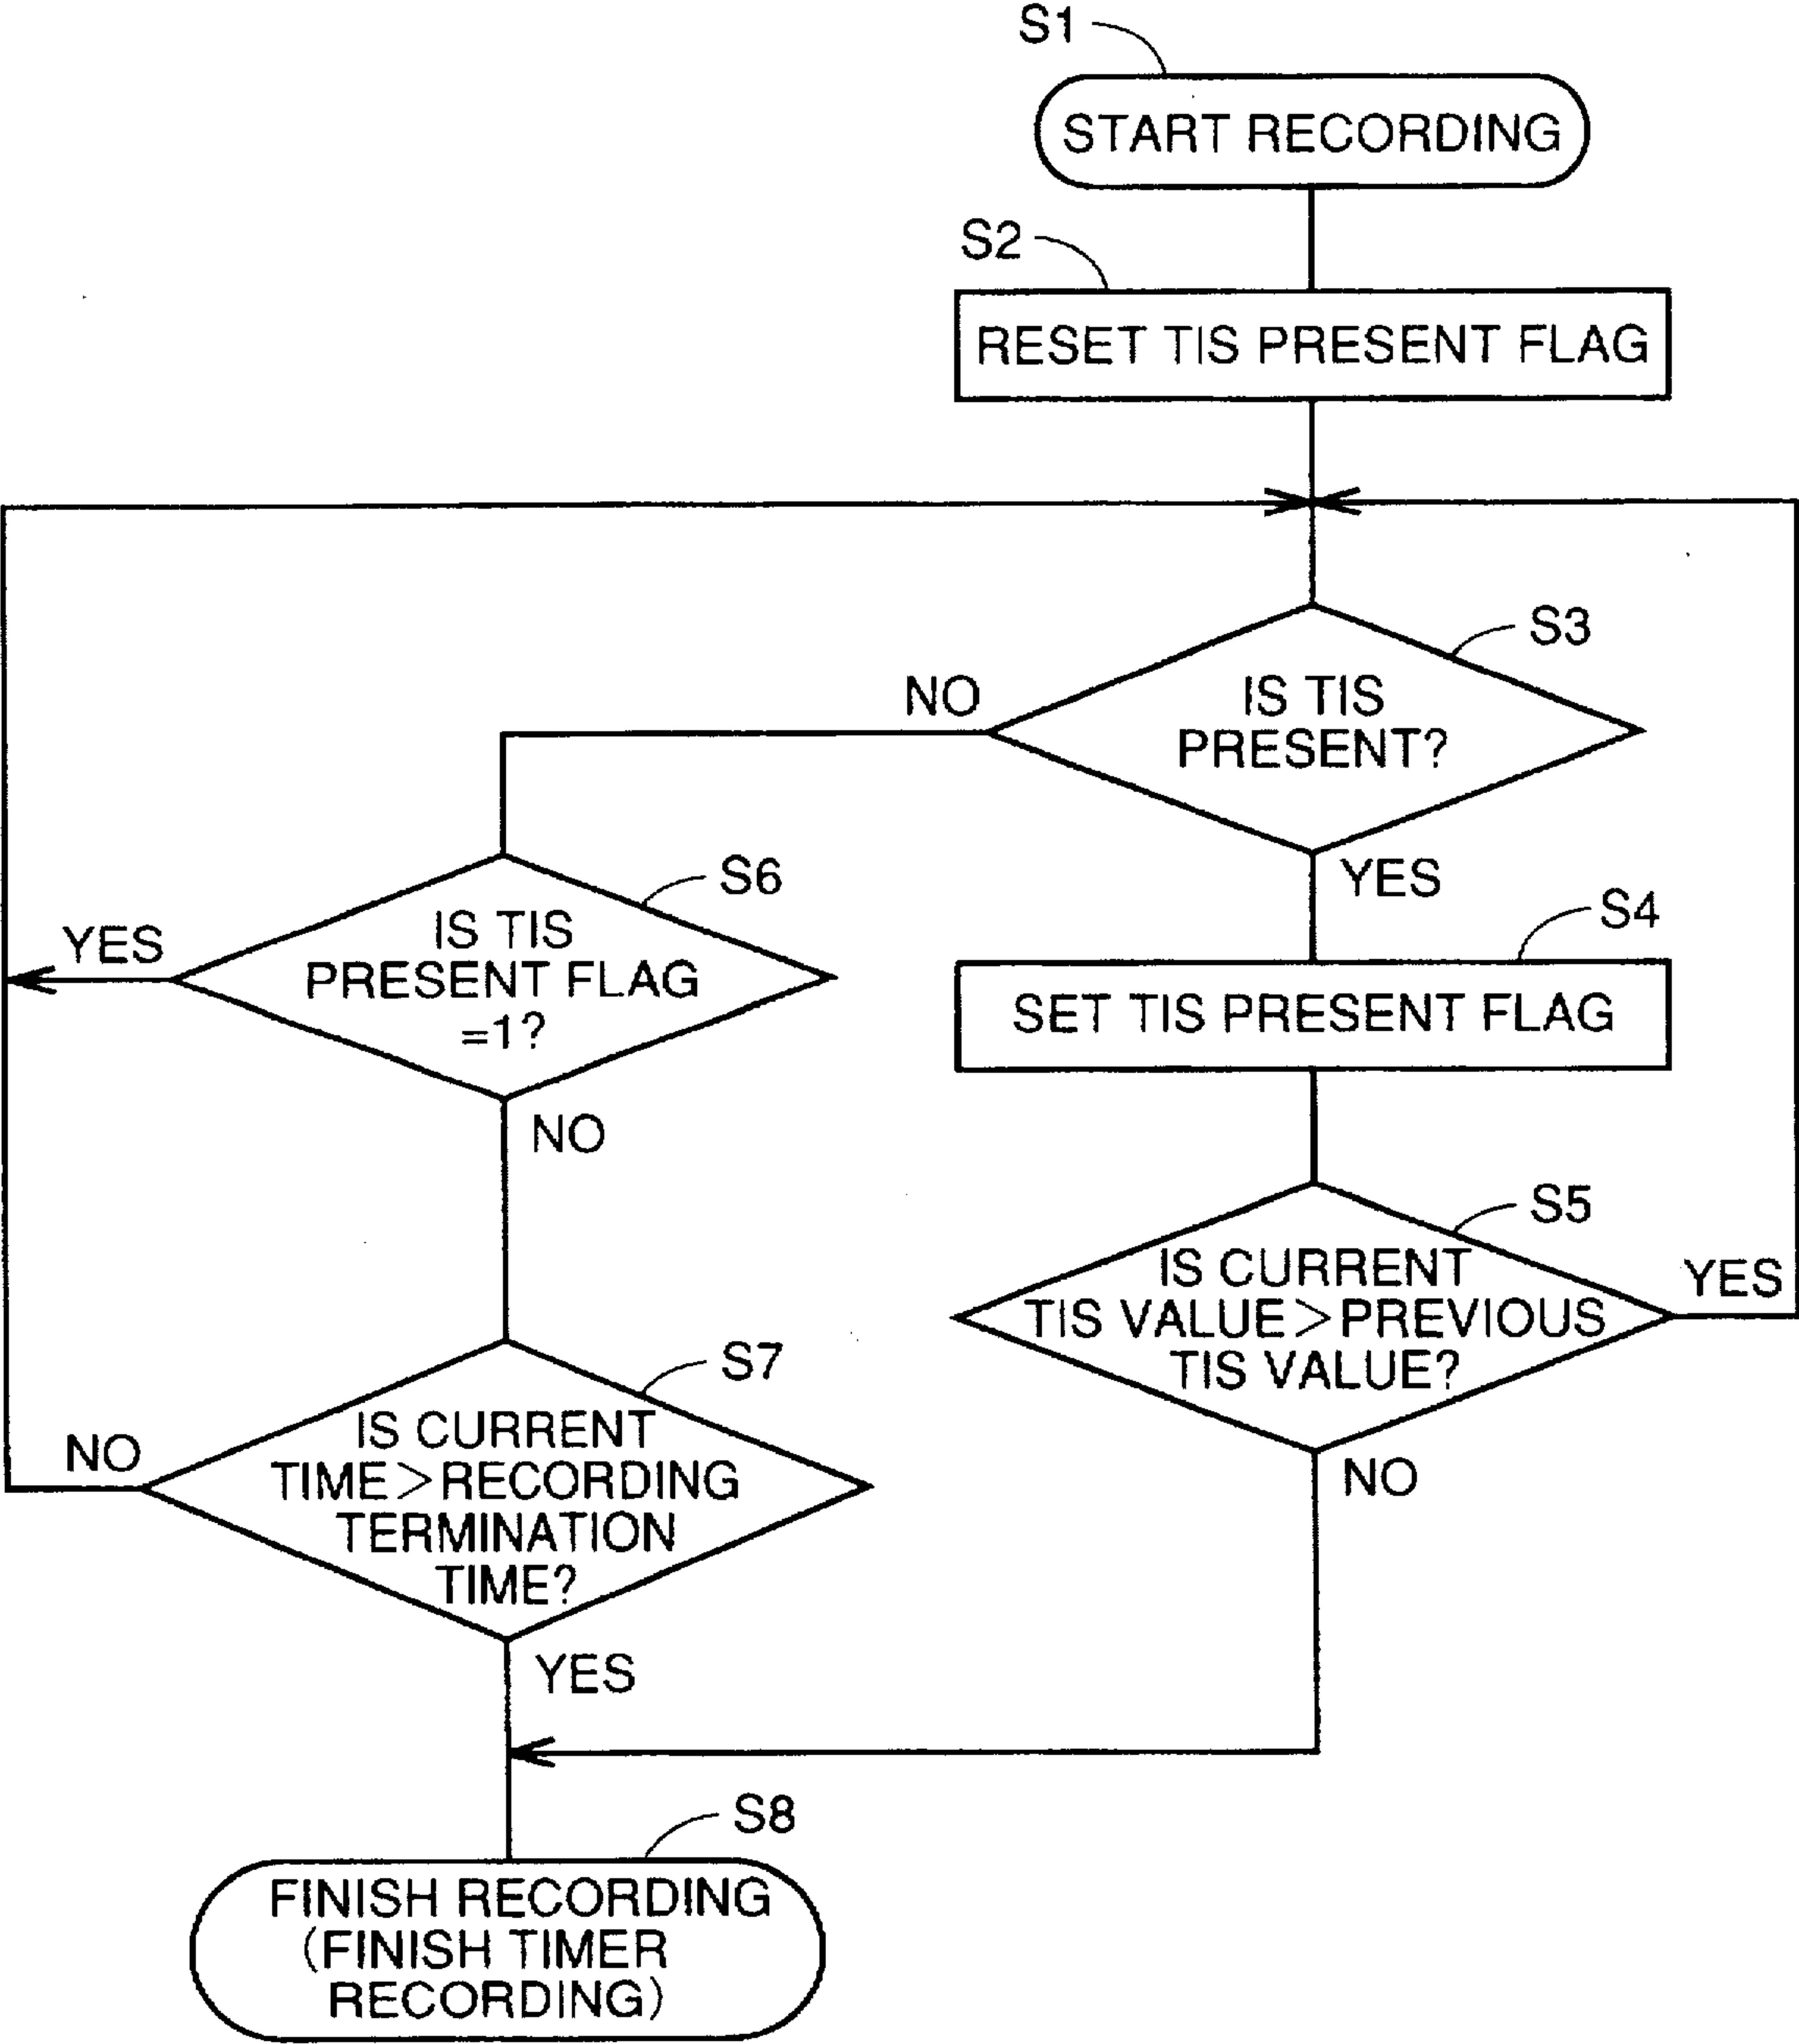 S1
START RECORDING
S2
RESET TIS PRESENT FLAG
S3
NO
IS TIS
PRESENT?
YES
S6
YES
IS TIS
PRESENT FLAG
=1?
NO
S4
SET TIS PRESENT FLAG
S5
IS CURRENT
TIS VALUE>PREVIOUS
TIS VALUE?
YES
NO
S7
NO
IS CURRENT
TIME>RECORDING
TERMINATION
TIME?
YES
S8
FINISH RECORDING
(FINISH TIMER
RECORDING)